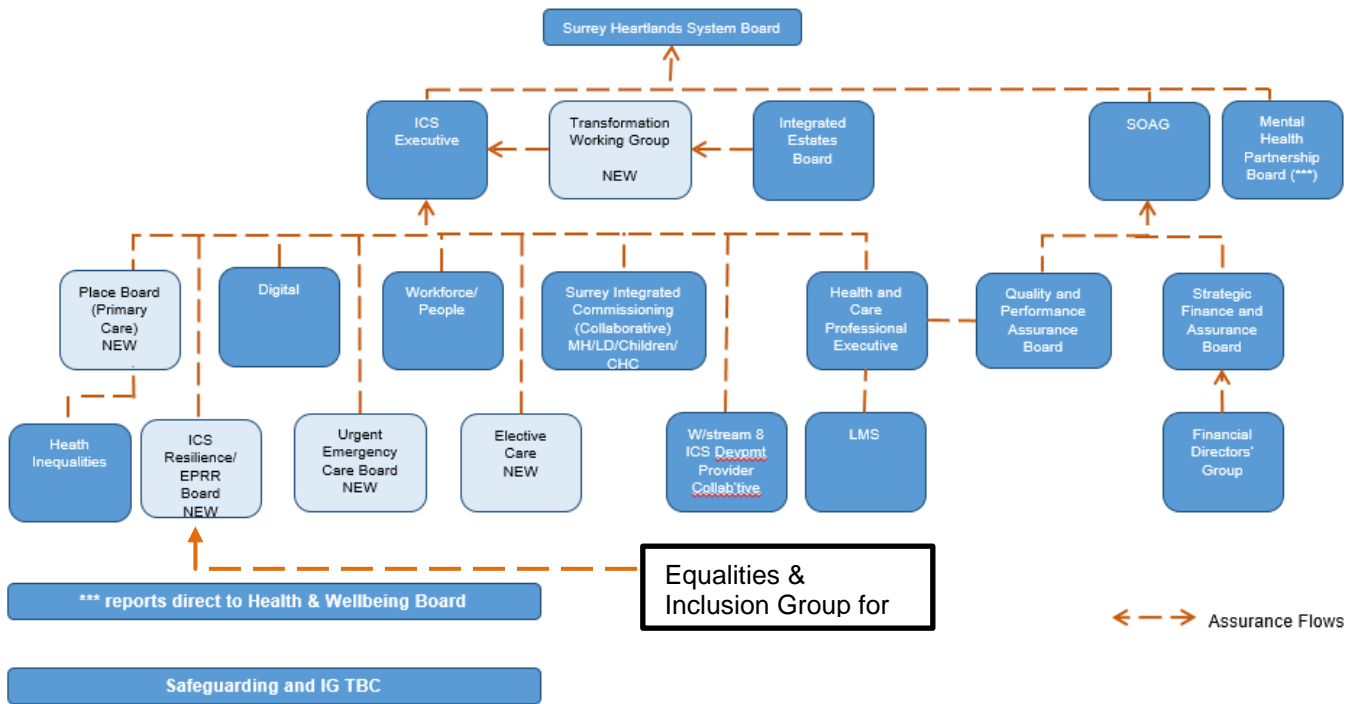 Surrey Heartlands System Board
ICS
Executive
Transformation
Working Group
NEW
Integrated
Estates
Board
SOAG
Mental
Health
Partnership
Board (***)
Place Board
(Primary
Care)
NEW
Digital
Workforce/
People
Surrey Integrated
Commissioning
(Collaborative)
MH/LD/Children/
CHC
Health and
Care
Professional
Executive
Quality and
Performance
Assurance
Board
Strategic
Finance and
Assurance
Board
Heath
Inequalities
ICS
Resilience/
EPRR
Board
NEW
Urgent
Emergency
Care Board
NEW
Elective
Care
NEW
W/stream 8
ICS Devpmt
Provider
Collab'tive
LMS
Financial
Directors'
Group
Equalities &
Inclusion Group for
*** reports direct to Health & Wellbeing Board
Assurance Flows
Safeguarding and IG TBC